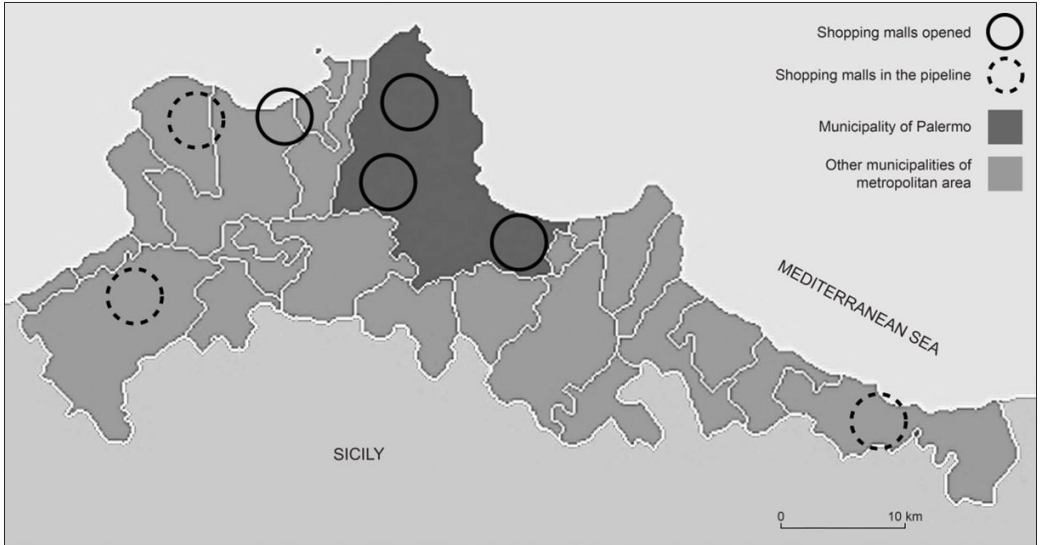 Shopping malls opened
Shopping malls in the pipeline
Municipality of Palermo
Other municipalities of
metropolitan area
MEDITERRANEAN SEA
SICILY
0 10 km